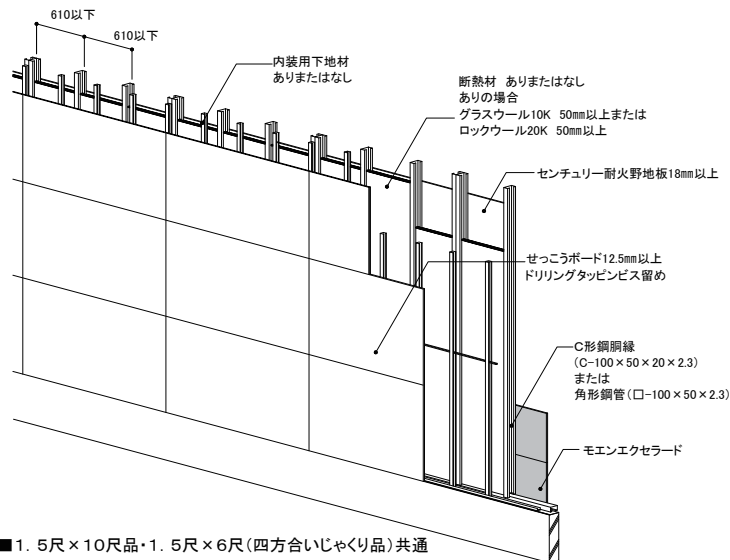 610以下
610以下
内装用下地材
ありまたはなし
断熱材 ありまたはなし
ありの場合
グラスウール10K 50mm以上または
ロックウール20K 50mm以上
センチュリー耐火野地板18mm以上
せっこうボード12.5mm以上
ドリリングタッピンビス留め
C形鋼胴縁
(C-100×50×20×2.3)
または
角形鋼管(□-100×50×2.3)
モエンエクセラード
■1.5尺×10尺品・1.5尺×6尺(四方合いじゃくり品)共通